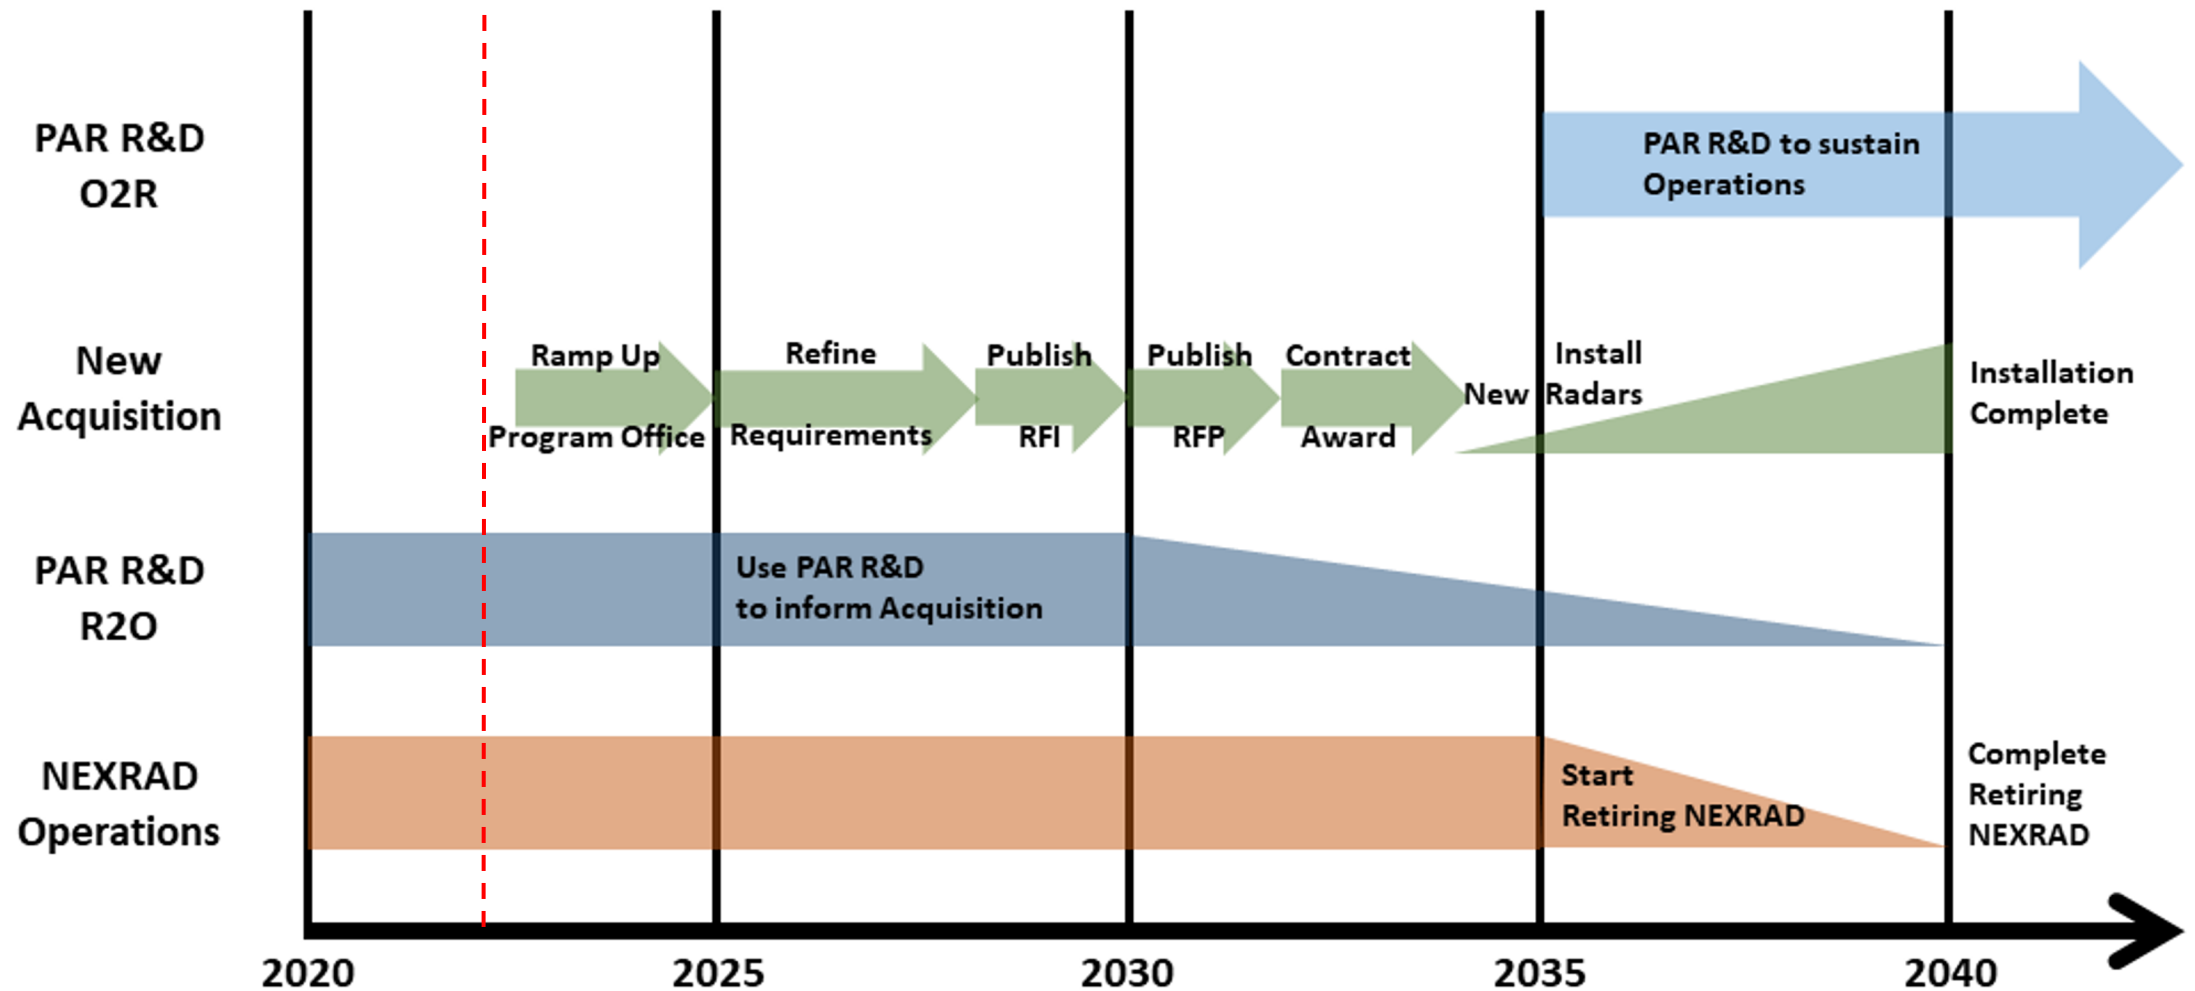 PAR R&D
O2R
PAR R&D to sustain
Operations
New
Acquisition
Ramp Up
Program Office
Refine
Requirements
Publish
RFI
Publish
RFP
Contract
Award
Install
New Radars
Installation
Complete
PAR R&D
R2O
Use PAR R&D
to inform Acquisition
NEXRAD
Operations
Start
Retiring NEXRAD
Complete
Retiring
NEXRAD
2020
2025
2030
2035
2040